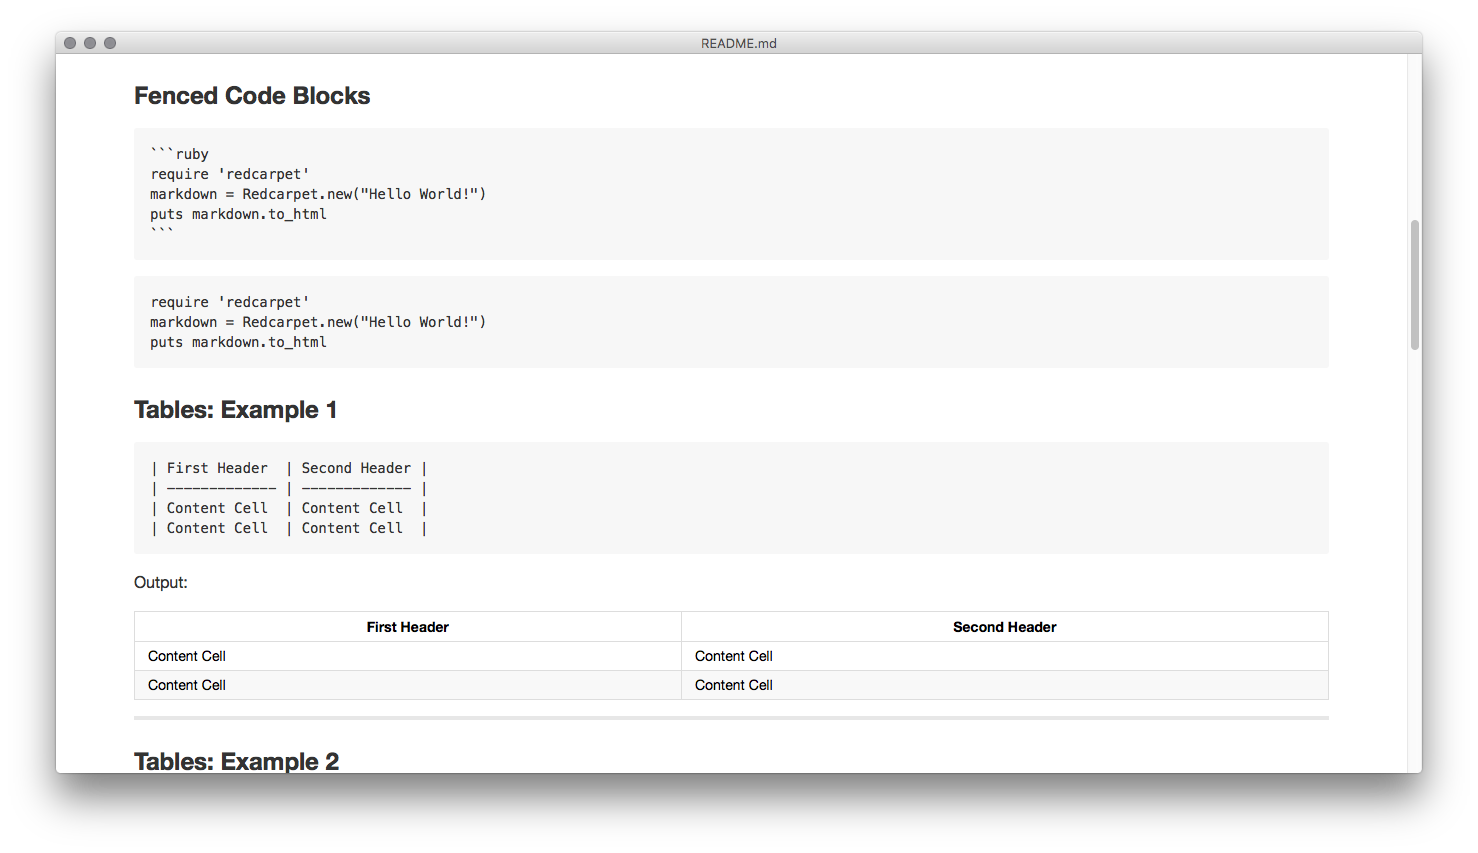 README.md
Fenced Code Blocks
```ruby
require 'redcarpet'
markdown = Redcarpet.new("Hello World!")
puts markdown.to_html
```
require 'redcarpet'
markdown = Redcarpet.new("Hello World!")
puts markdown.to_html
Tables: Example 1
| First Header  | Second Header |
| ------------- | ------------- |
| Content Cell  | Content Cell  |
| Content Cell  | Content Cell  |
Output:
First Header Second Header
Content Cell Content Cell
Content Cell Content Cell
Tables: Example 2